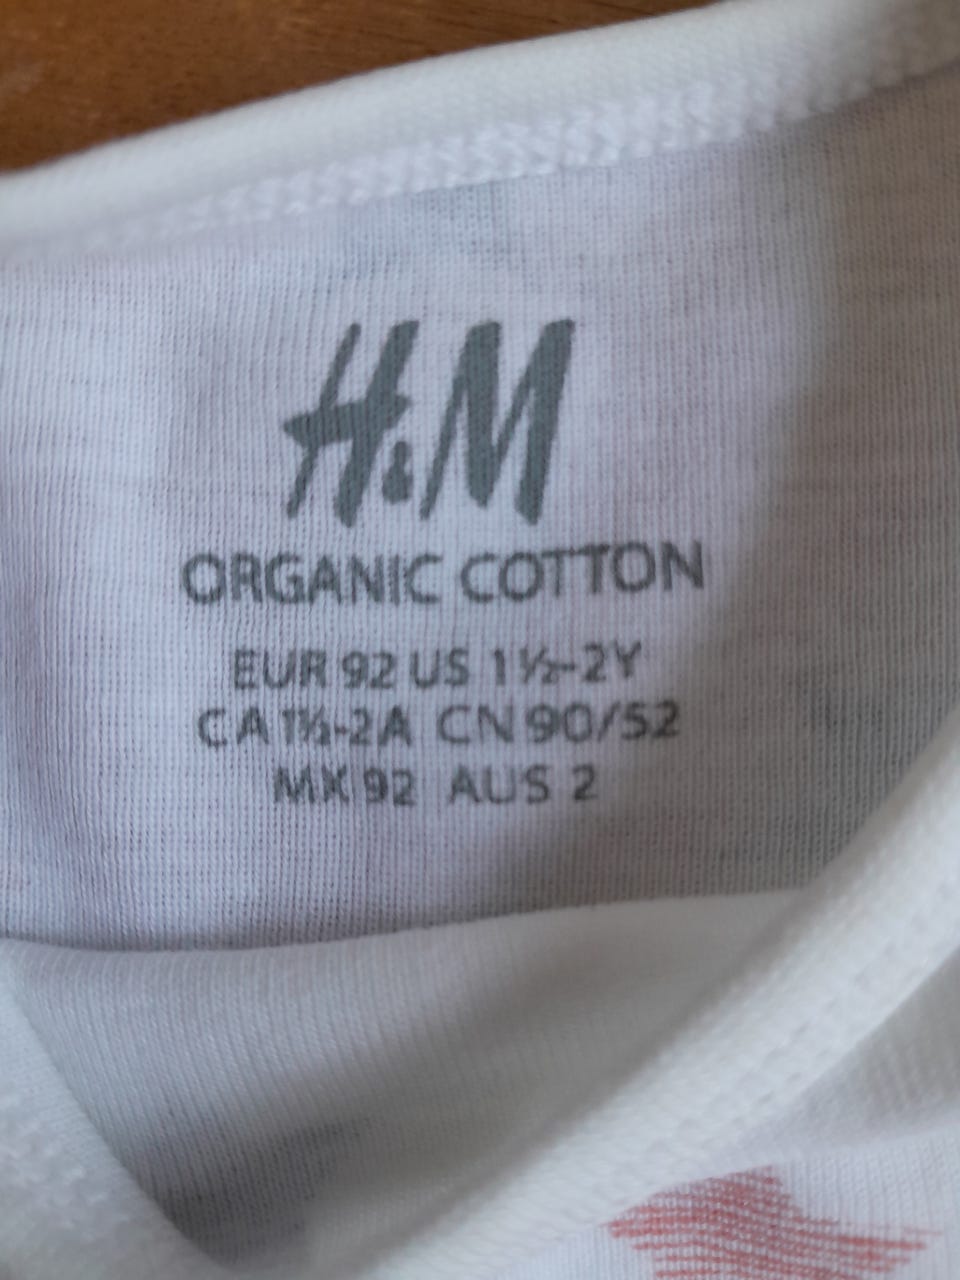 H&M
ORGANIC COTTON
EUR 92 US 1½-2Y
CA 1½-2A CN 90/52
MX 92 AUS 2